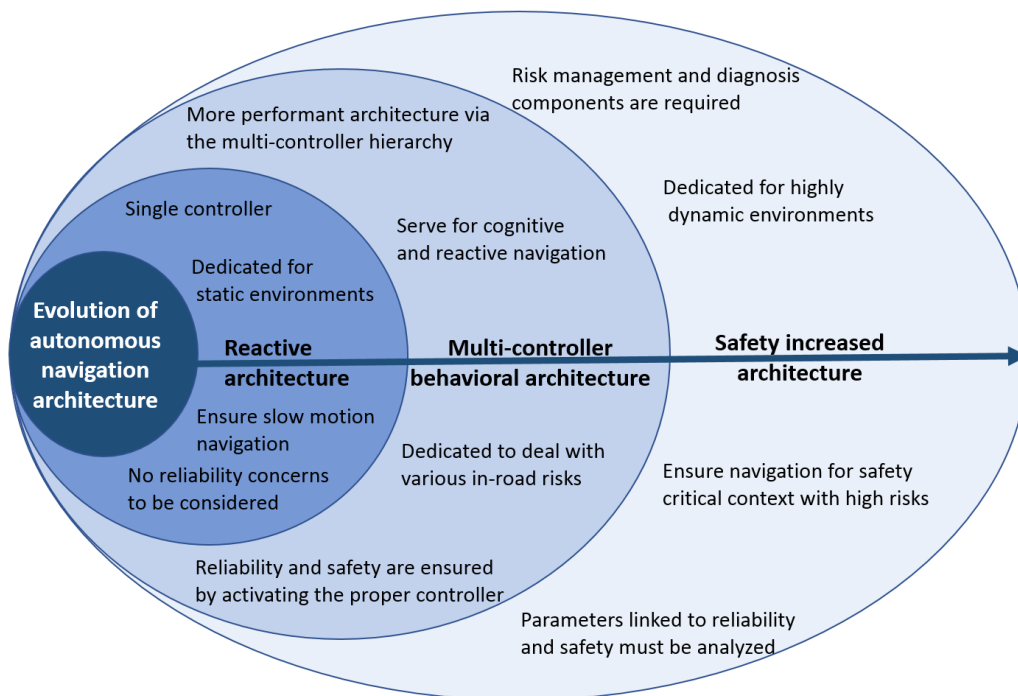 Risk management and diagnosis
components are required
More performant architecture via
the multi-controller hierarchy
Dedicated for highly
dynamic environments
Single controller
Serve for cognitive
and reactive navigation
Dedicated for
static environments
Evolution of
autonomous
navigation
architecture
Reactive
architecture
Multi-controller
behavioral architecture
Safety increased
architecture
Ensure slow motion
navigation
No reliability concerns
to be considered
Dedicated to deal with
various in-road risks
Ensure navigation for safety
critical context with high risks
Reliability and safety are ensured
by activating the proper controller
Parameters linked to reliability
and safety must be analyzed